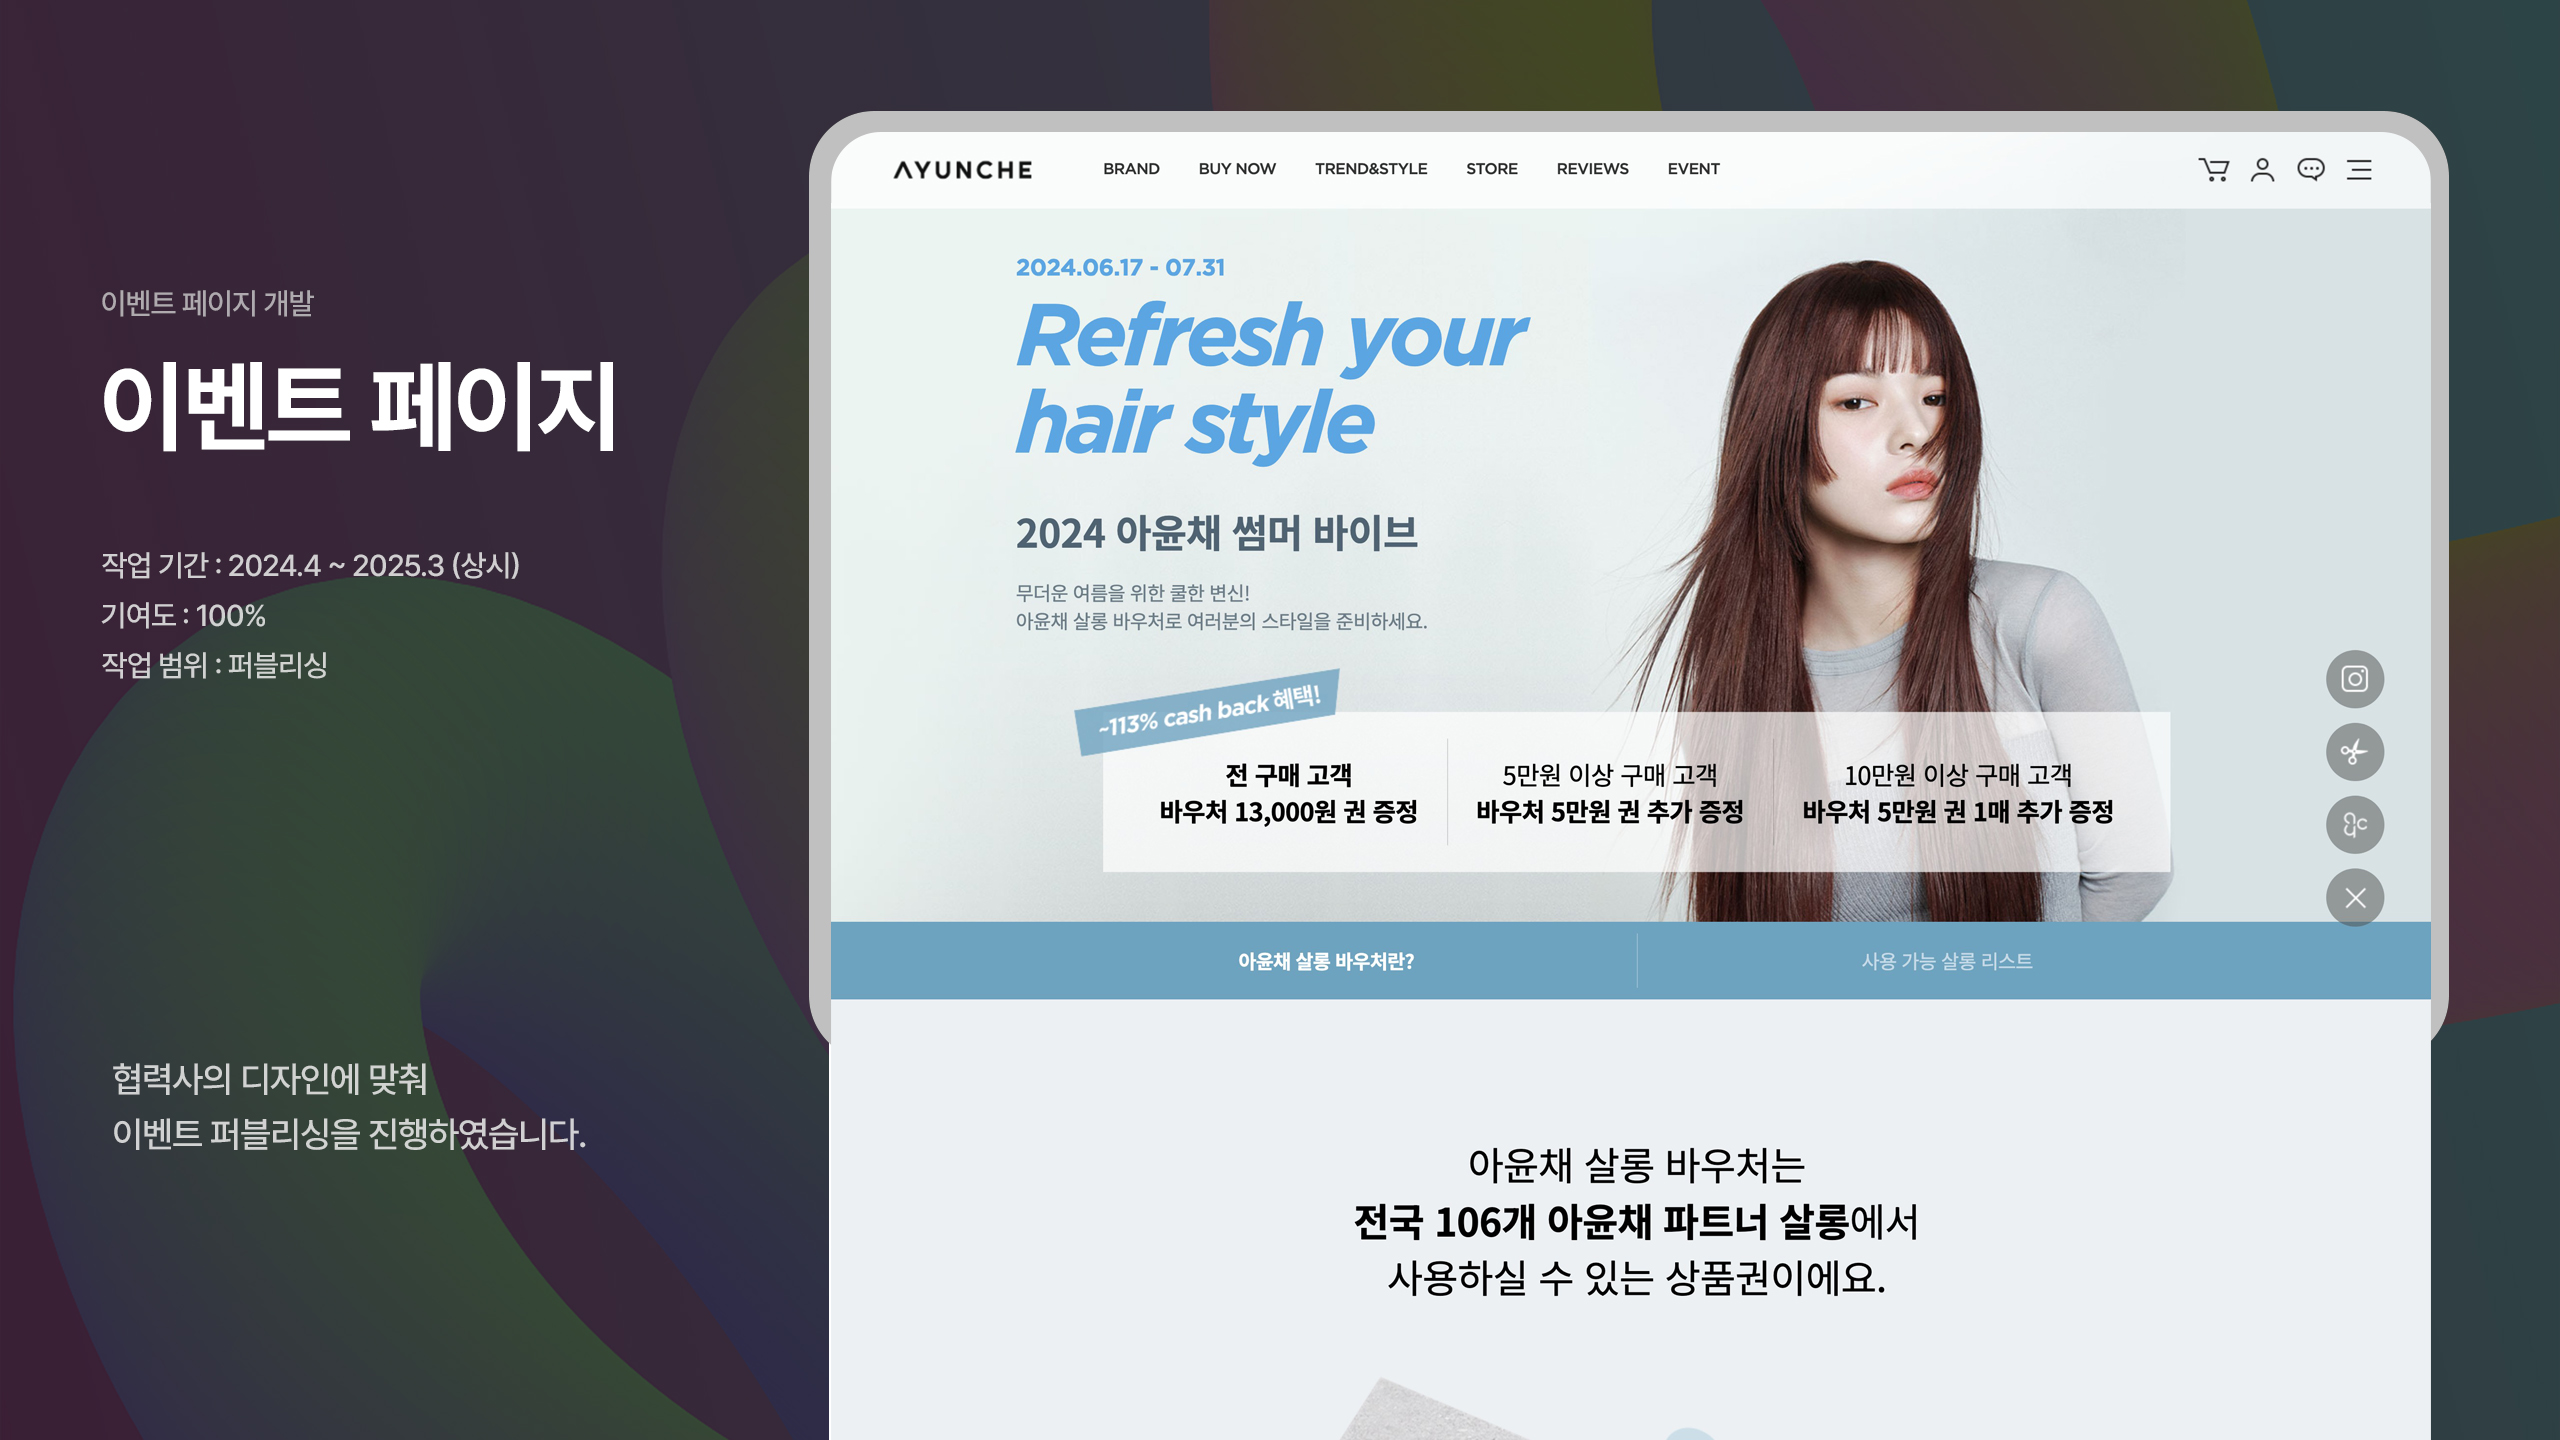 이벤트 페이지 개발
이벤트 페이지
작업 기간 : 2024.4 ~ 2025.3 (상시)
기여도 : 100%
작업 범위 : 퍼블리싱
협력사의 디자인에 맞춰
이벤트 퍼블리싱을 진행하였습니다.
AYUNCHE BRAND BUY NOW TREND&STYLE STORE REVIEWS EVENT
2024.06.17 - 07.31
Refresh your
hair style
2024 아윤채 썸머 바이브
무더운 여름을 위한 쿨한 변신!
아윤채 살롱 바우처로 여러분의 스타일을 준비하세요.
~113% cash back 혜택!
전 구매 고객
바우처 13,000원 권 증정
5만원 이상 구매 고객
바우처 5만원 권 추가 증정
10만원 이상 구매 고객
바우처 5만원 권 1매 추가 증정
아윤채 살롱 바우처란?
사용 가능 살롱 리스트
아윤채 살롱 바우처는
전국 106개 아윤채 파트너 살롱에서
사용하실 수 있는 상품권이에요.